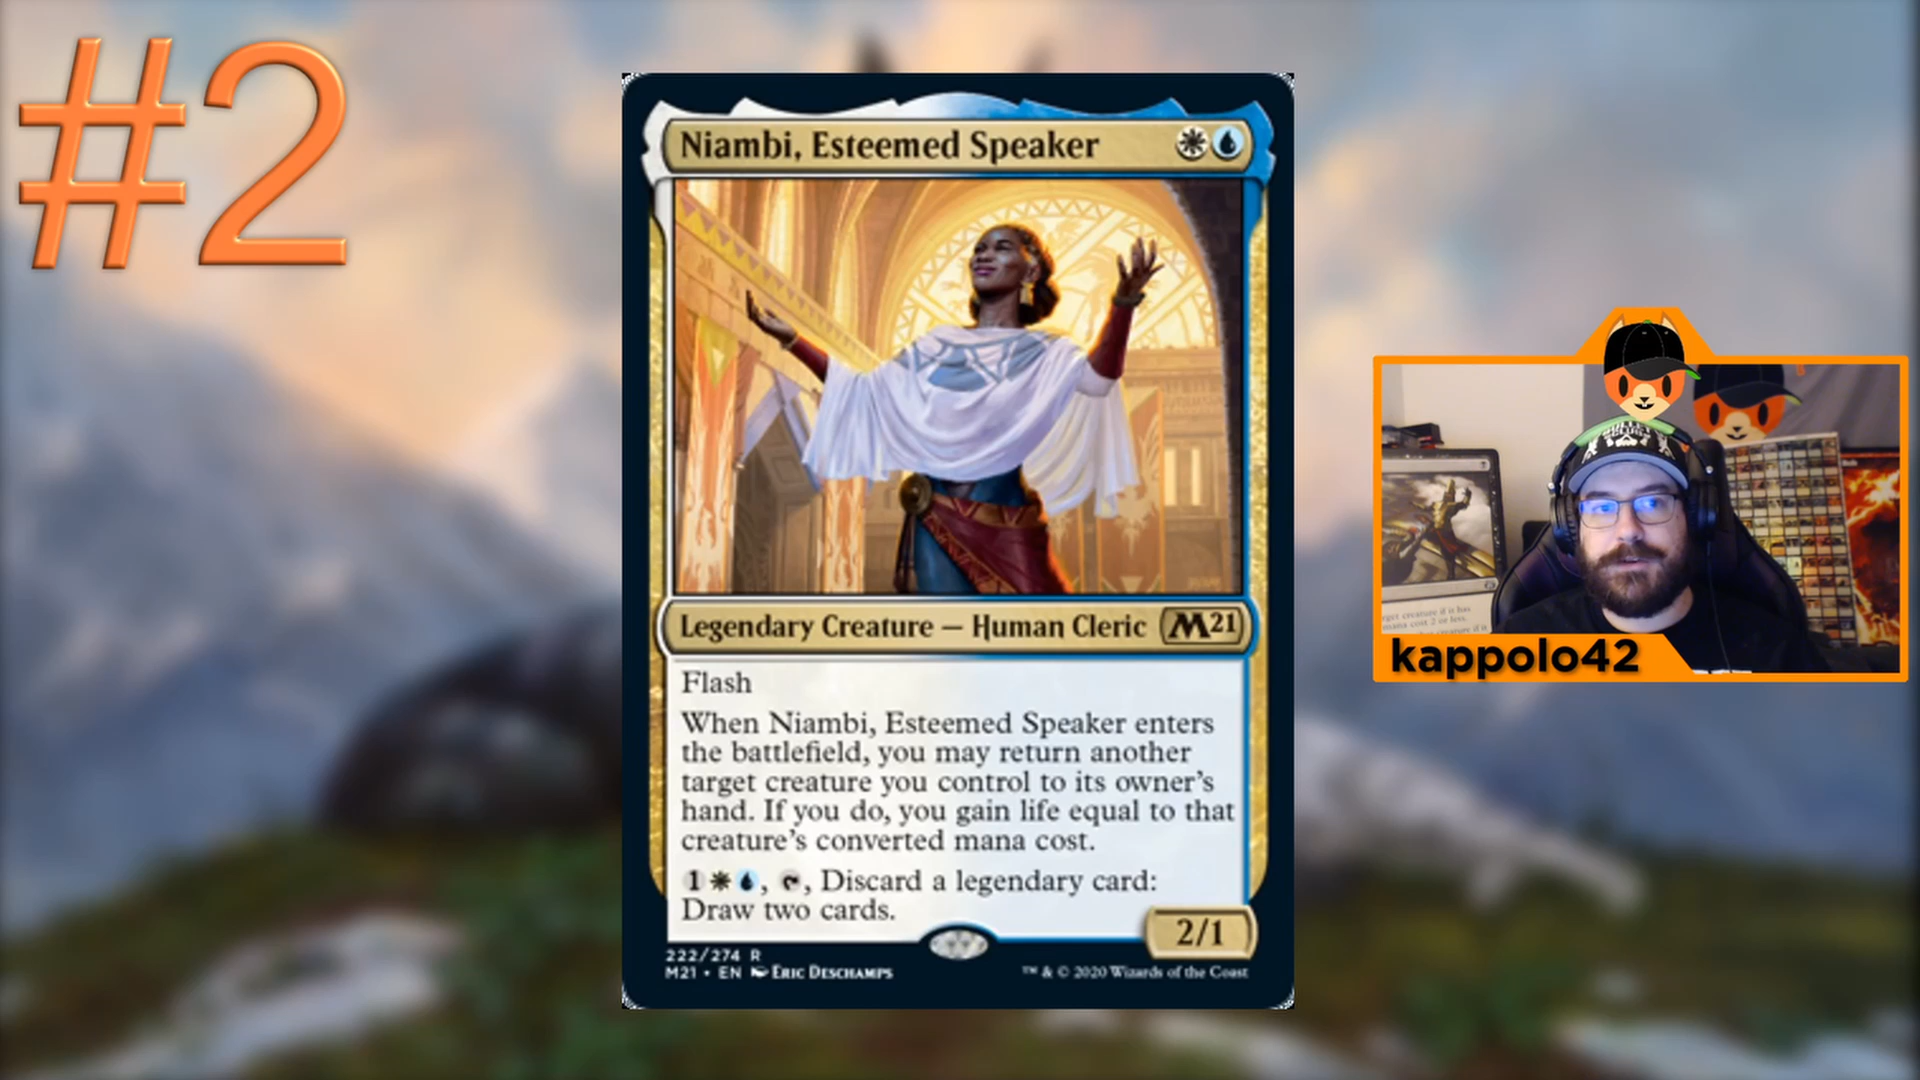 #2
Niambi, Esteemed Speaker
Legendary Creature — Human Cleric
M21
Flash
When Niambi, Esteemed Speaker enters
the battlefield, you may return another
target creature you control to its owner's
hand. If you do, you gain life equal to that
creature's converted mana cost.
1, , Discard a legendary card:
Draw two cards.
2/1
222/274 R
M21 • EN Eric Deschamps
™ & © 2020 Wizards of the Coast
kappolo42